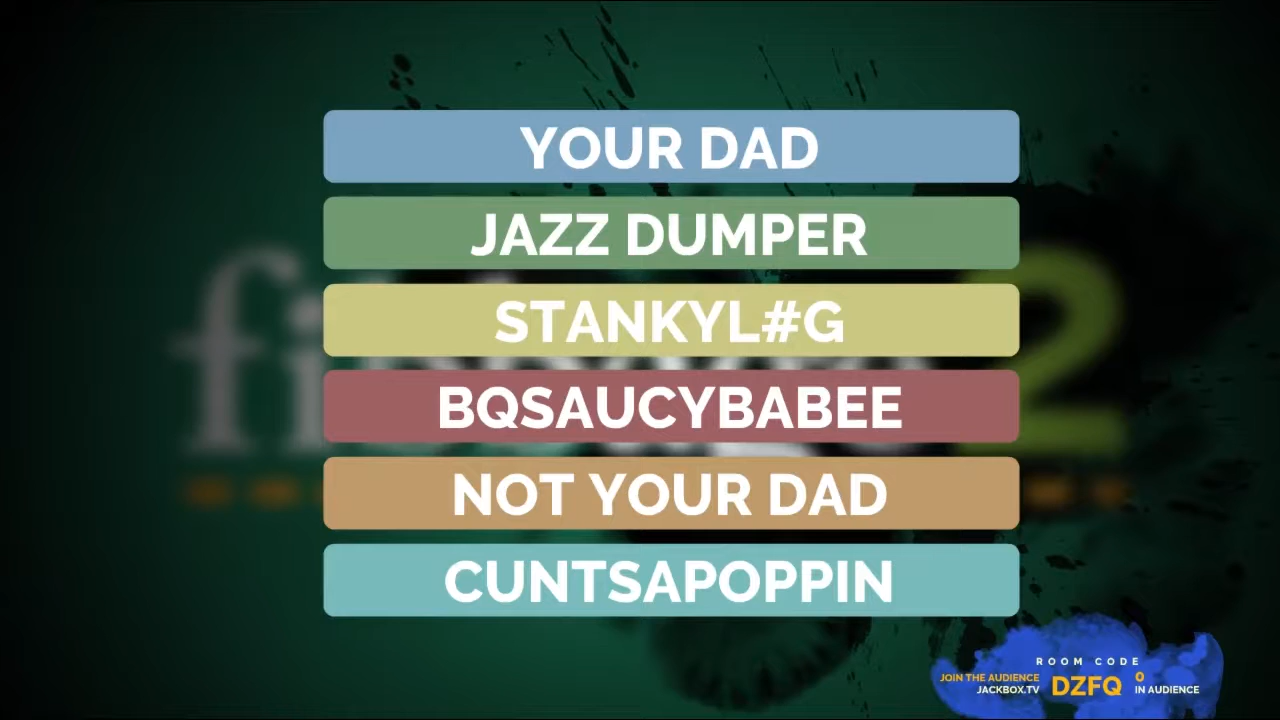 YOUR DAD
JAZZ DUMPER
STANKYL#G
BQSAUCYBABEE
NOT YOUR DAD
CUNTSAPOPPIN
ROOM CODE
JOIN THE AUDIENCE
JACKBOX.TV
DZFQ
0
IN AUDIENCE
2